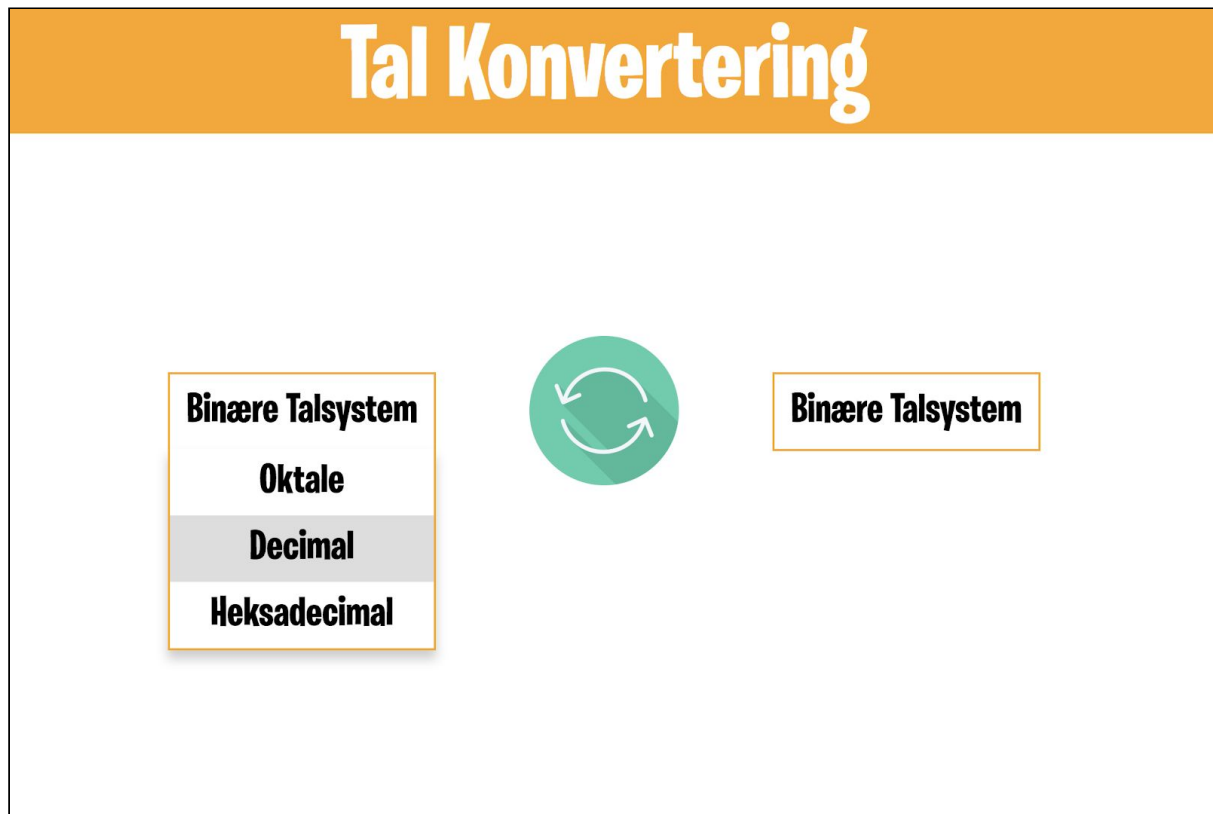 Tal Konvertering
Binære Talsystem
Oktale
Decimal
Heksadecimal
Binære Talsystem